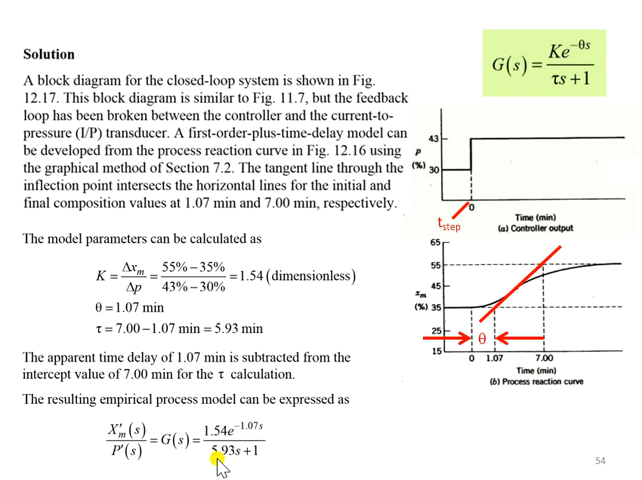 Solution
A block diagram for the closed-loop system is shown in Fig.
12.17. This block diagram is similar to Fig. 11.7, but the feedback
loop has been broken between the controller and the current-to-
pressure (I/P) transducer. A first-order-plus-time-delay model can
be developed from the process reaction curve in Fig. 12.16 using
the graphical method of Section 7.2. The tangent line through the
inflection point intersects the horizontal lines for the initial and
final composition values at 1.07 min and 7.00 min, respectively.
The model parameters can be calculated as
K = Δx_m/Δp = (55% − 35%)/(43% − 30%) = 1.54 (dimensionless)
θ = 1.07 min
τ = 7.00 − 1.07 min = 5.93 min
The apparent time delay of 1.07 min is subtracted from the
intercept value of 7.00 min for the τ calculation.
The resulting empirical process model can be expressed as
X′_m(s)/P′(s) = G(s) = 1.54e^(−1.07s)/(5.93s + 1)
G(s) = Ke^(−θs)/(τs + 1)
43
p
(%)
30
0
t_step
Time (min)
(a) Controller output
65
55
45
x_m
(%) 35
25
15
θ
0 1.07 7.00
Time (min)
(b) Process reaction curve
54